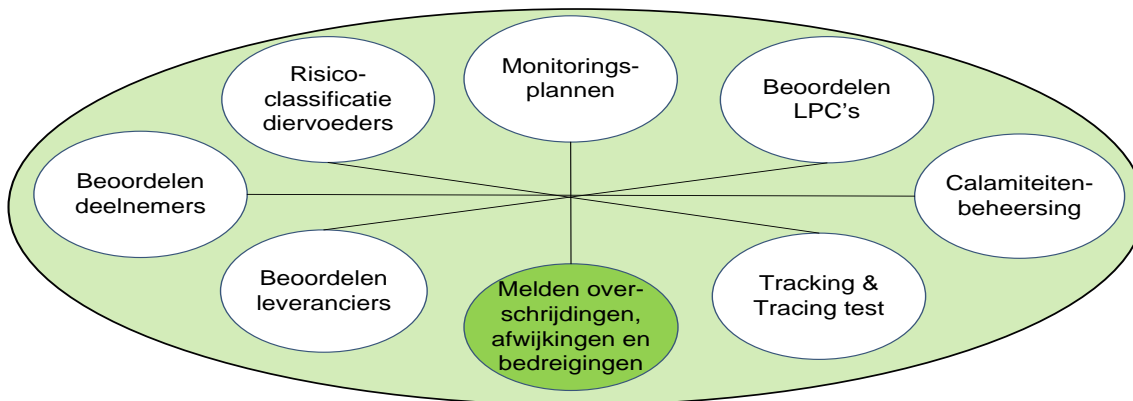 Risico-
classificatie
diervoeders
Monitorings-
plannen
Beoordelen
LPC's
Beoordelen
deelnemers
Calamiteiten-
beheersing
Beoordelen
leveranciers
Melden over-
schrijdingen,
afwijkingen en
bedreigingen
Tracking &
Tracing test